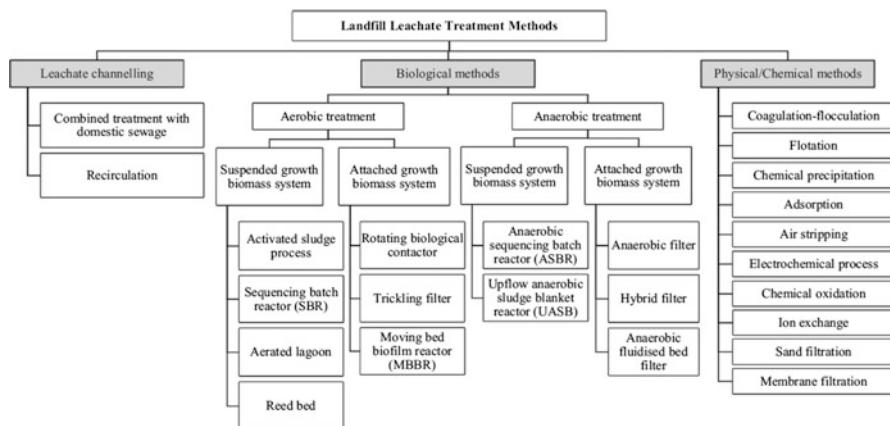 Landfill Leachate Treatment Methods
Leachate channelling
Biological methods
Physical/Chemical methods
Combined treatment with
domestic sewage
Recirculation
Aerobic treatment
Anaerobic treatment
Suspended growth
biomass system
Attached growth
biomass system
Suspended growth
biomass system
Attached growth
biomass system
Activated sludge
process
Sequencing batch
reactor (SBR)
Aerated lagoon
Reed bed
Rotating biological
contactor
Trickling filter
Moving bed
biofilm reactor
(MBBR)
Anaerobic
sequencing batch
reactor (ASBR)
Upflow anaerobic
sludge blanket
reactor (UASB)
Anaerobic filter
Hybrid filter
Anaerobic
fluidised bed
filter
Coagulation-flocculation
Flotation
Chemical precipitation
Adsorption
Air stripping
Electrochemical process
Chemical oxidation
Ion exchange
Sand filtration
Membrane filtration